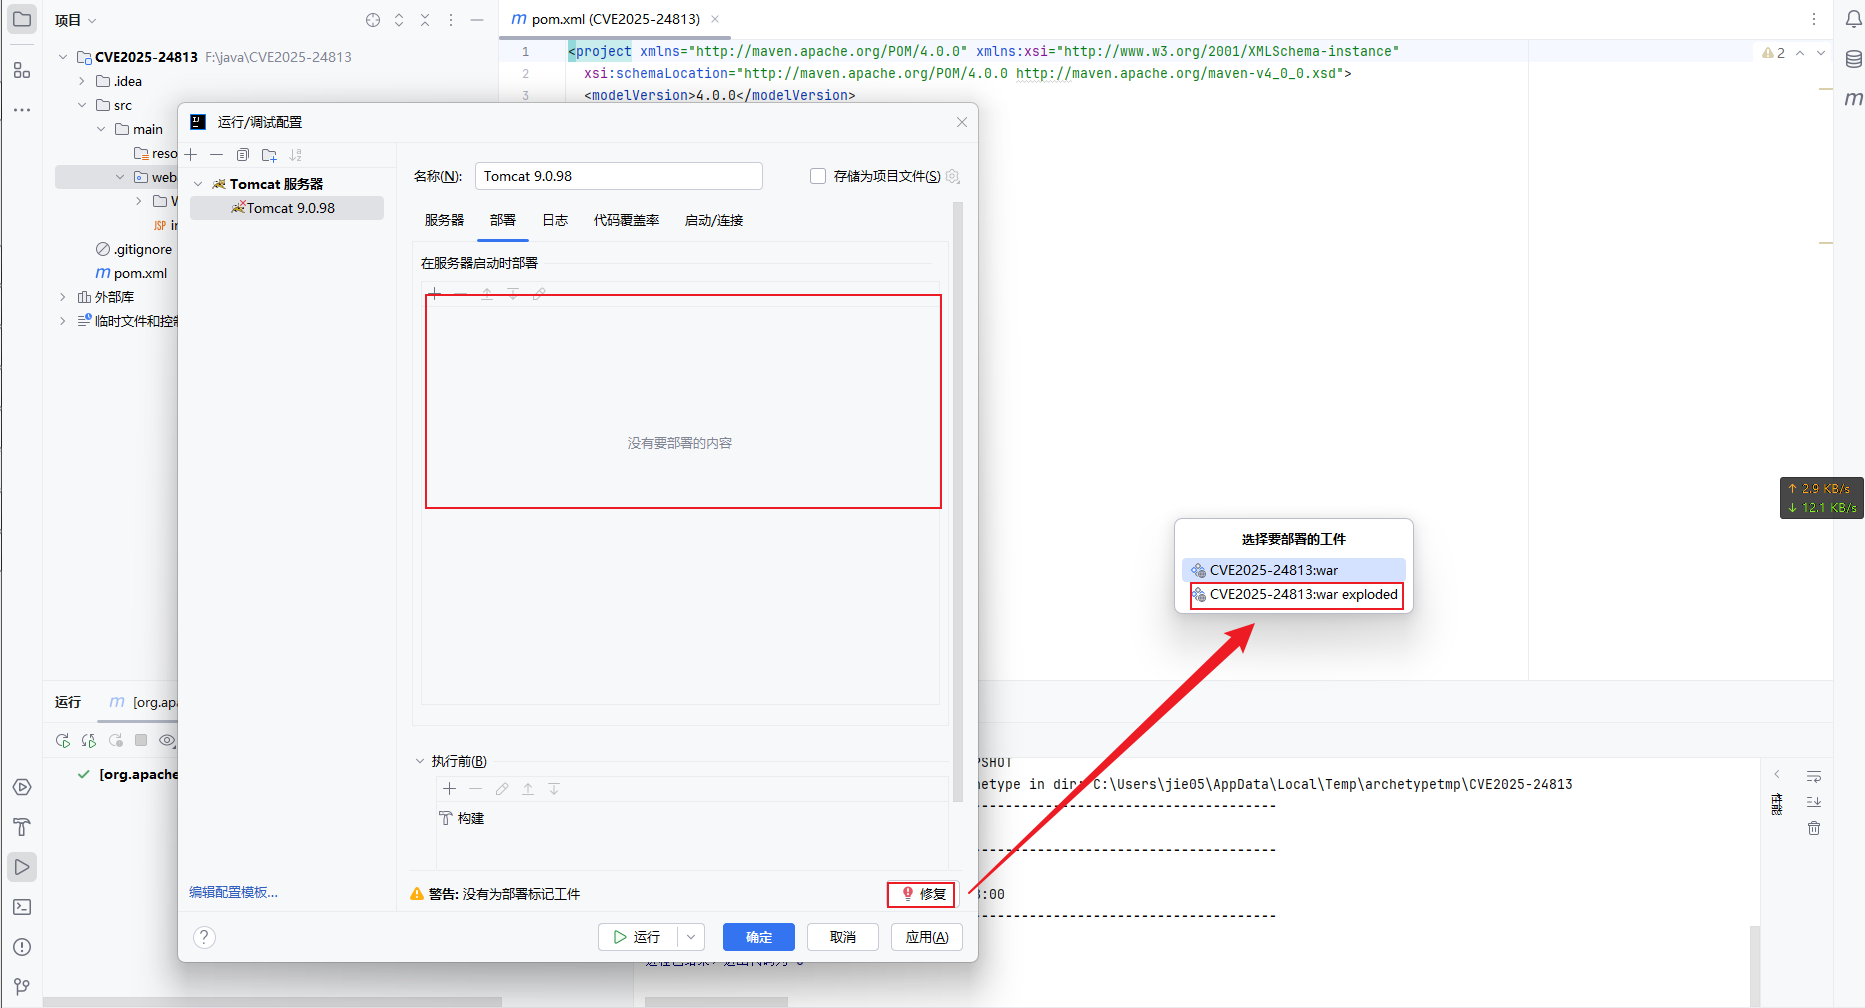 项目
CVE2025-24813 F:\java\CVE2025-24813
.idea
src
main
reso
web
W
JSP in
.gitignore
m pom.xml
外部库
临时文件和控制
m pom.xml (CVE2025-24813)
1 <project xmlns="http://maven.apache.org/POM/4.0.0" xmlns:xsi="http://www.w3.org/2001/XMLSchema-instance"
2 xsi:schemaLocation="http://maven.apache.org/POM/4.0.0 http://maven.apache.org/maven-v4_0_0.xsd">
3 <modelVersion>4.0.0</modelVersion>
2
m
运行/调试配置
Tomcat 服务器
Tomcat 9.0.98
名称(N): Tomcat 9.0.98
存储为项目文件(S)
服务器 部署 日志 代码覆盖率 启动/连接
在服务器启动时部署
没有要部署的内容
执行前(B)
构建
编辑配置模板...
警告: 没有为部署标记工件
修复
? 运行 确定 取消 应用(A)
选择要部署的工件
CVE2025-24813:war
CVE2025-24813:war exploded
↑ 2.9 KB/s
↓ 12.1 KB/s
运行 m [org.apa
[org.apache
PSHOT
hetype in dir: C:\Users\jie05\AppData\Local\Temp\archetypetmp\CVE2025-24813
------------------------------------
------------------------------------
:00
------------------------------------
性能